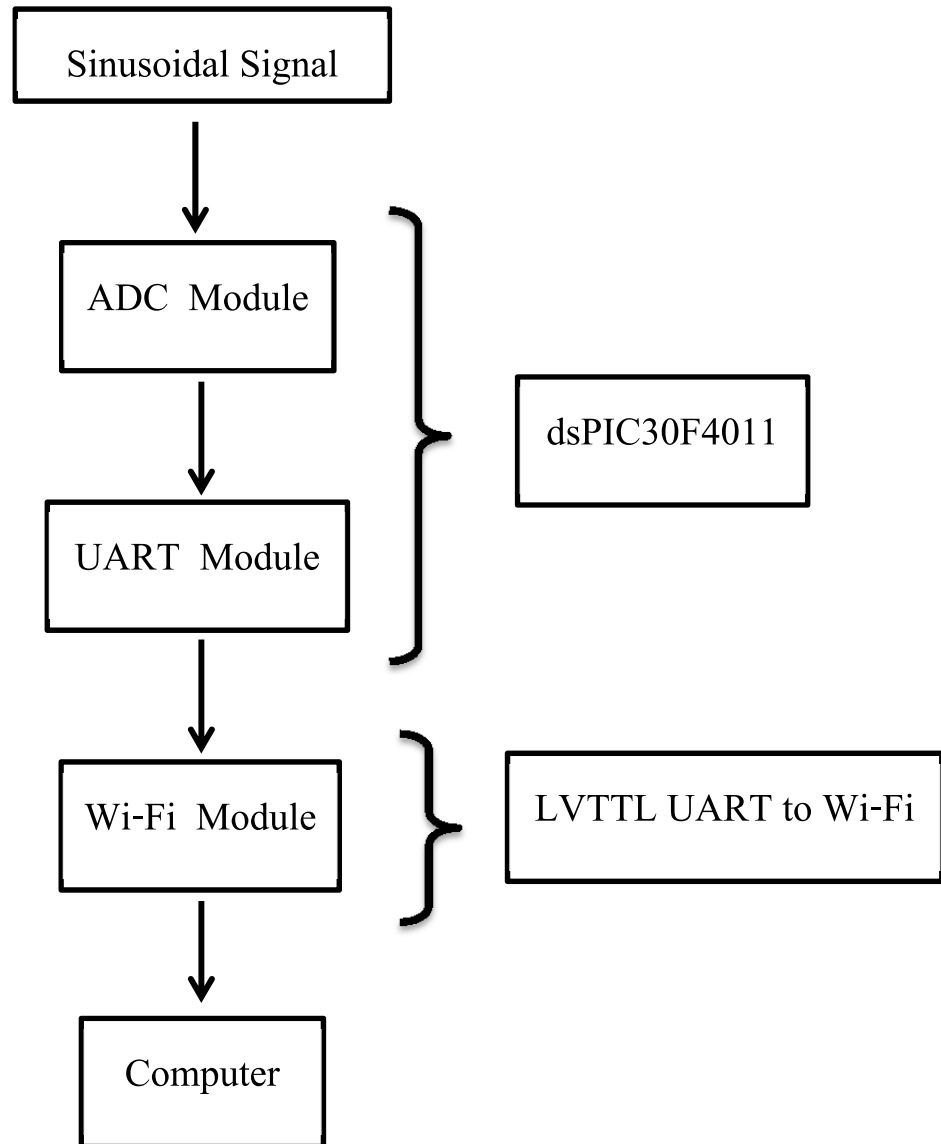 Sinusoidal Signal
ADC Module
dsPIC30F4011
UART Module
Wi-Fi Module
LVTTL UART to Wi-Fi
Computer